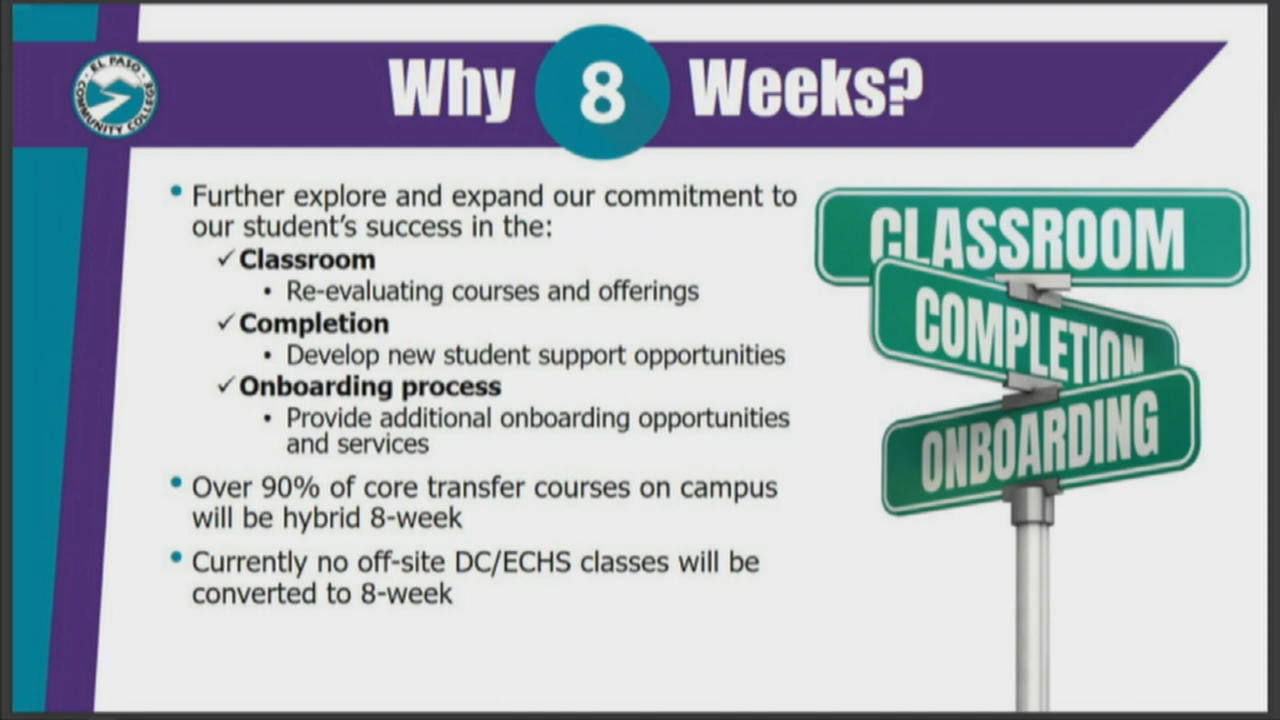 EL PASO
COMMUNITY COLLEGE
Why 8 Weeks?
• Further explore and expand our commitment to
our student's success in the:
✓ Classroom
• Re-evaluating courses and offerings
✓ Completion
• Develop new student support opportunities
✓ Onboarding process
• Provide additional onboarding opportunities
and services
• Over 90% of core transfer courses on campus
will be hybrid 8-week
• Currently no off-site DC/ECHS classes will be
converted to 8-week
CLASSROOM
COMPLETION
ONBOARDING